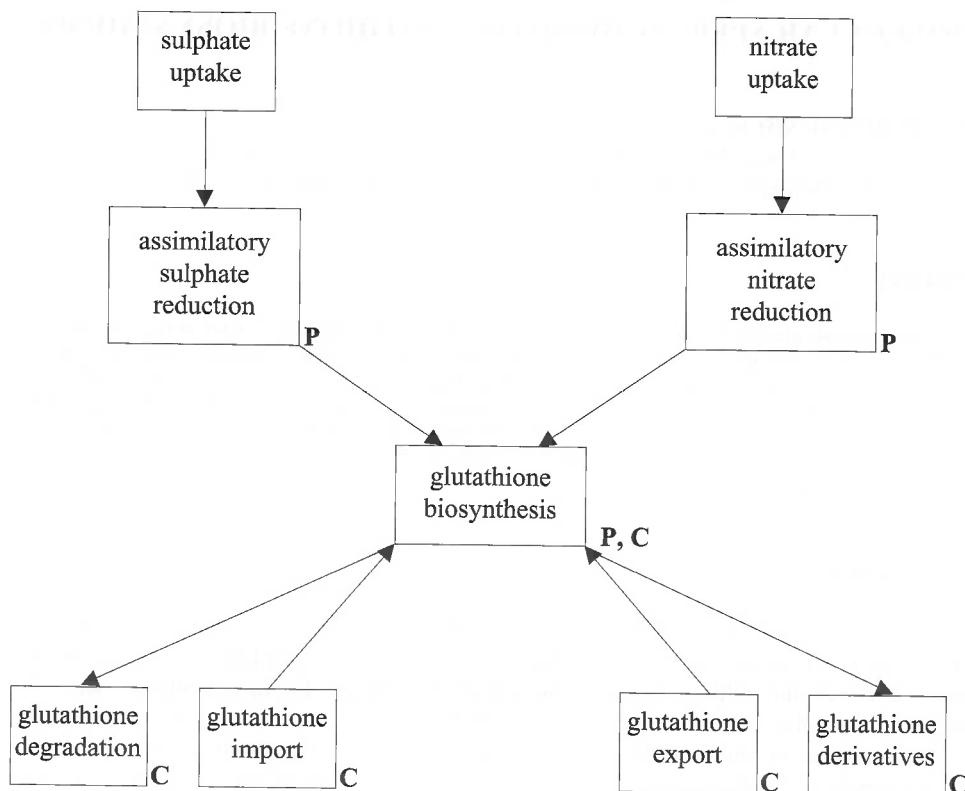 sulphate
uptake
nitrate
uptake
assimilatory
sulphate
reduction
P
assimilatory
nitrate
reduction
P
glutathione
biosynthesis
P, C
glutathione
degradation
C
glutathione
import
C
glutathione
export
C
glutathione
derivatives
C